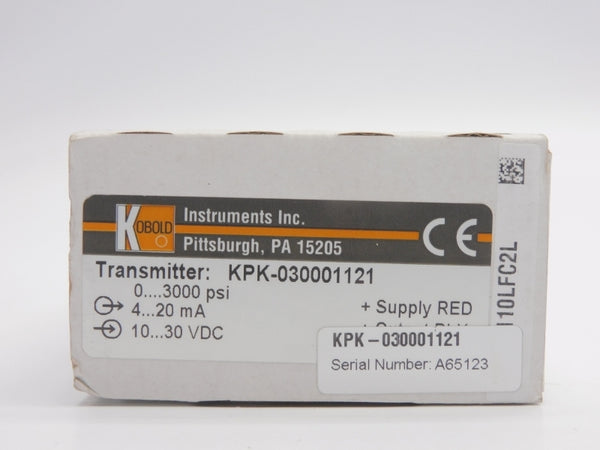 KOBOLD
Instruments Inc.
Pittsburgh, PA 15205
CE
Transmitter: KPK-030001121
0....3000 psi
4...20 mA
10...30 VDC
+ Supply RED
KPK-030001121
Serial Number: A65123
110LFC2L